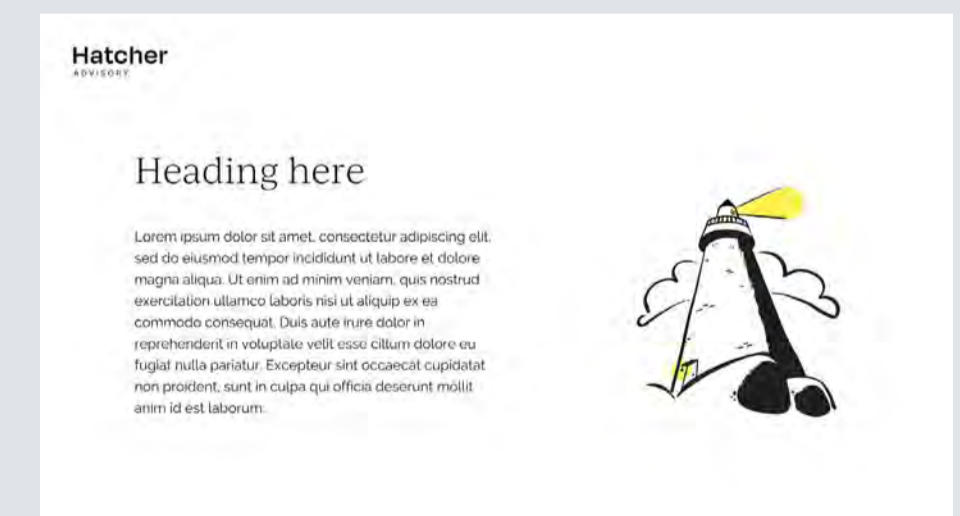 Hatcher
ADVISORY
Heading here
Lorem ipsum dolor sit amet, consectetur adipiscing elit,
sed do eiusmod tempor incididunt ut labore et dolore
magna aliqua. Ut enim ad minim veniam, quis nostrud
exercitation ullamco laboris nisi ut aliquip ex ea
commodo consequat. Duis aute irure dolor in
reprehenderit in voluptate velit esse cillum dolore eu
fugiat nulla pariatur. Excepteur sint occaecat cupidatat
non proident, sunt in culpa qui officia deserunt mollit
anim id est laborum.